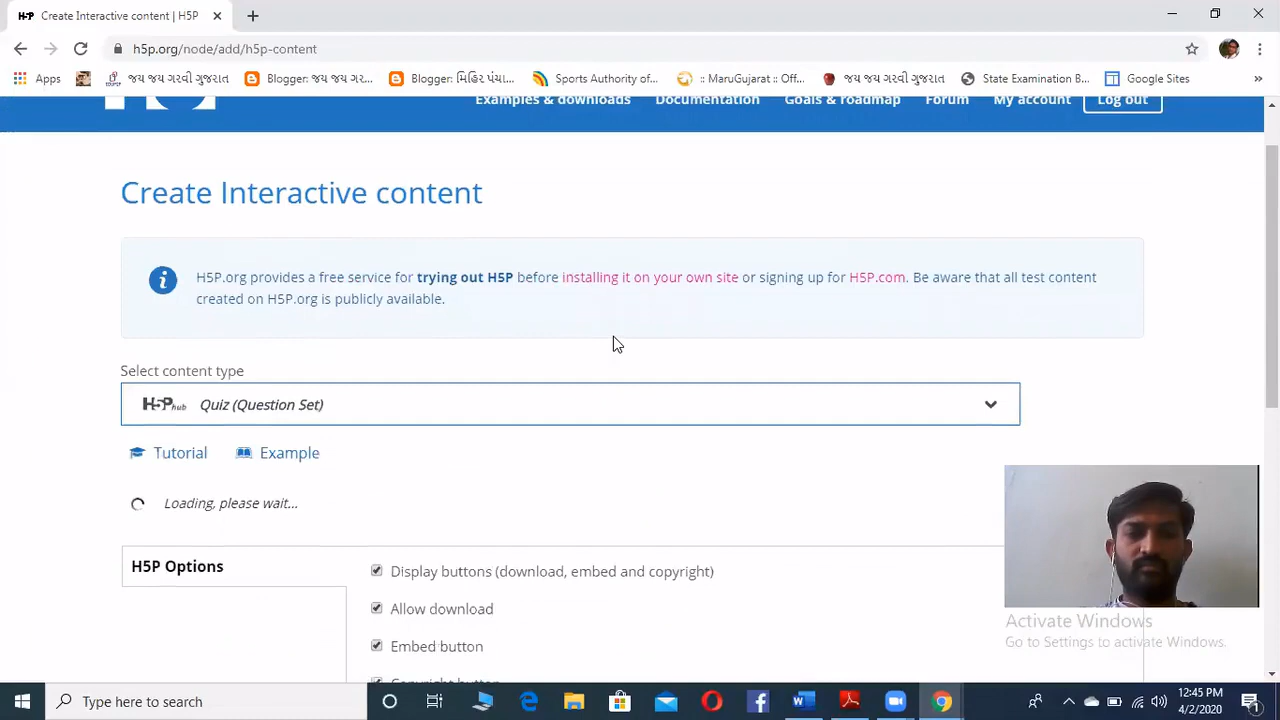 H5P Create Interactive content | H5P
h5p.org/node/add/h5p-content
Apps જય જય ગરવી ગુજરાત Blogger: જય જય ગર... Blogger: મિહિર પંચા... Sports Authority of... :: MeruGujarat :: Off... જય જય ગરવી ગુજરાત State Examination B... Google Sites »
Examples & downloads Documentation Goals & roadmap Forum My account Log out
Create Interactive content
H5P.org provides a free service for trying out H5P before installing it on your own site or signing up for H5P.com. Be aware that all test content
created on H5P.org is publicly available.
Select content type
H5Phub Quiz (Question Set)
Tutorial Example
Loading, please wait...
H5P Options
Display buttons (download, embed and copyright)
Allow download
Embed button
Copyright button
Activate Windows
Go to Settings to activate Windows.
Type here to search
12:45 PM
4/2/2020